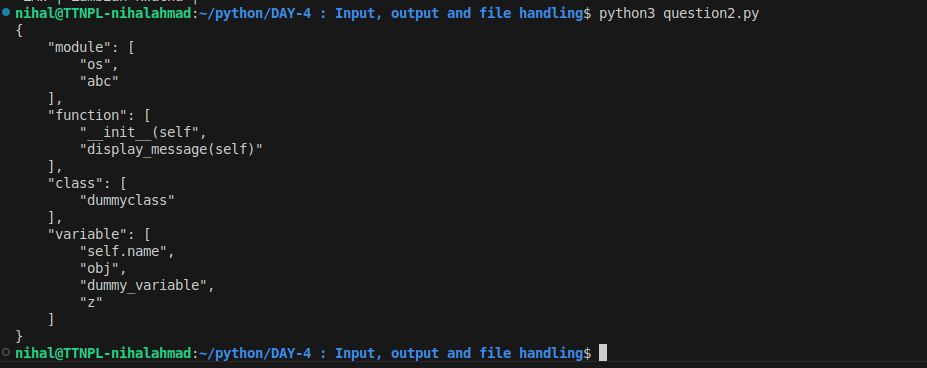 nihal@TTNPL-nihalahmad:~/python/DAY-4 : Input, output and file handling$ python3 question2.py
{
    "module": [
        "os",
        "abc"
    ],
    "function": [
        "__init__(self",
        "display_message(self)"
    ],
    "class": [
        "dummyclass"
    ],
    "variable": [
        "self.name",
        "obj",
        "dummy_variable",
        "z"
    ]
}
nihal@TTNPL-nihalahmad:~/python/DAY-4 : Input, output and file handling$